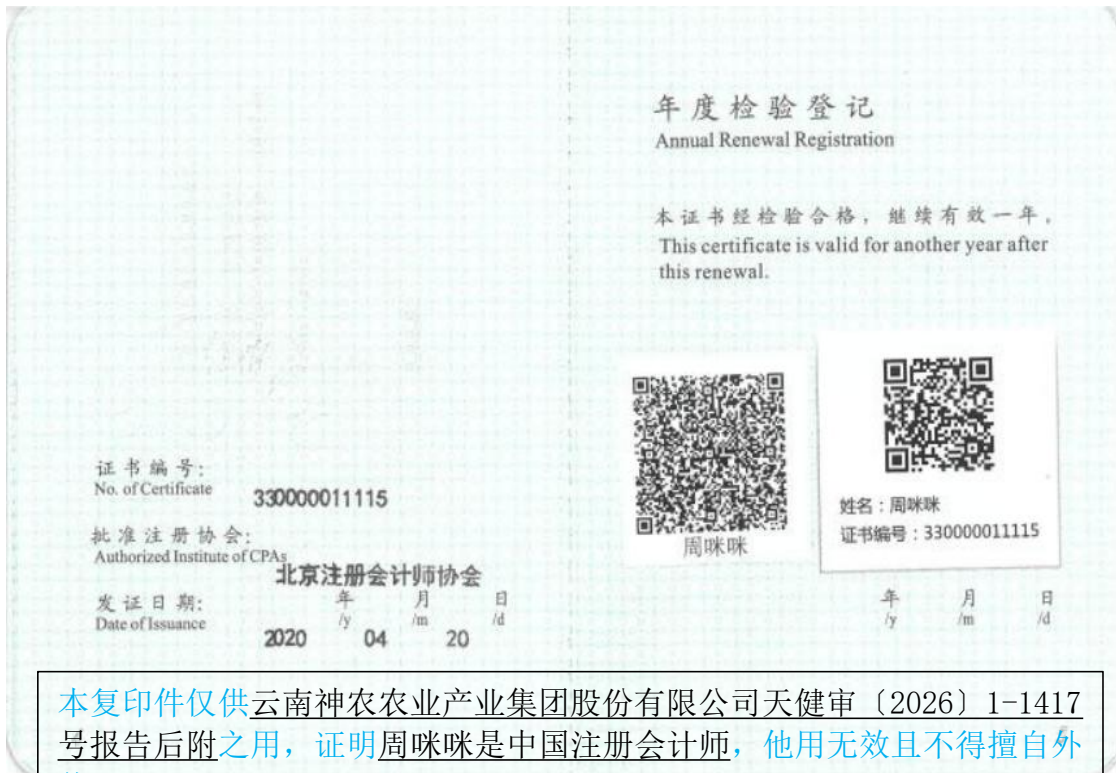 证书编号:
No. of Certificate
330000011115
批准注册协会:
Authorized Institute of CPAs
北京注册会计师协会
发证日期:
Date of Issuance
年 月 日
/y /m /d
2020 04 20
年度检验登记
Annual Renewal Registration
本证书经检验合格，继续有效一年。
This certificate is valid for another year after
this renewal.
周咪咪
姓名：周咪咪
证书编号：330000011115
年 月 日
/y /m /d
本复印件仅供云南神农农业产业集团股份有限公司天健审〔2026〕1-1417
号报告后附之用，证明周咪咪是中国注册会计师，他用无效且不得擅自外